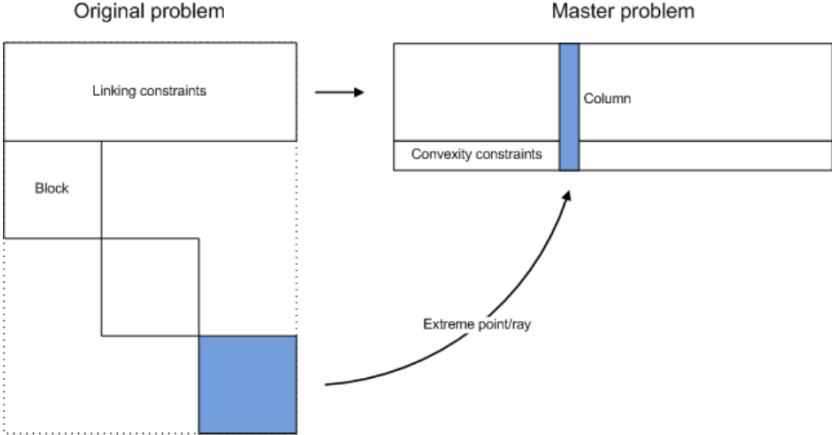 Original problem
Master problem
Linking constraints
Column
Convexity constraints
Block
Extreme point/ray